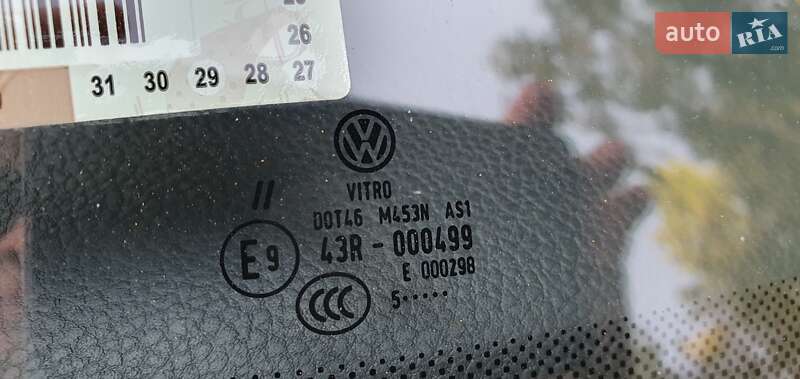 26
31 30 29 28 27
auto RIA.com
VW
VITRO
//
DOT46 M453N AS1
E9 43R-000499
E 000298
CCC 5·····